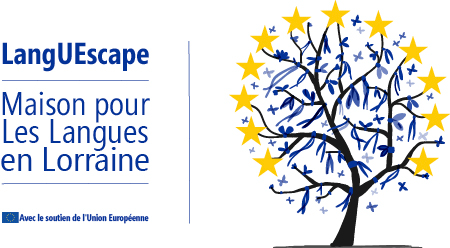 LangUEscape
Maison pour
Les Langues
en Lorraine
Avec le soutien de l'Union Européenne